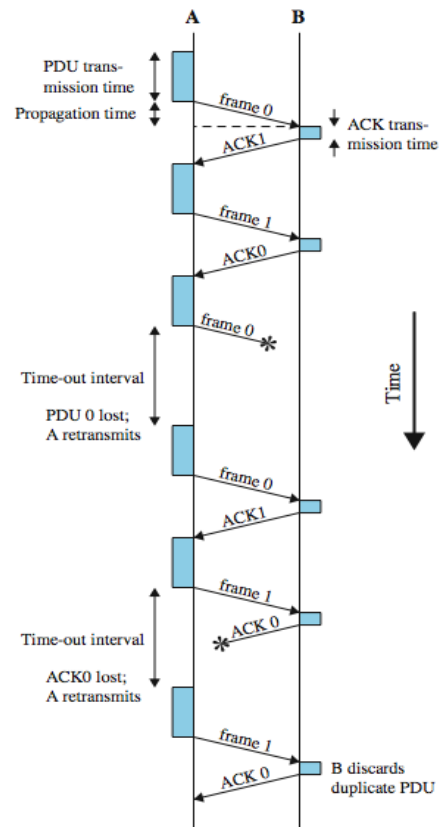 A
B
PDU trans-
mission time
Propagation time
frame 0
ACK trans-
mission time
ACK1
frame 1
ACK0
frame 0
*
Time-out interval
PDU 0 lost;
A retransmits
Time
frame 0
ACK1
frame 1
ACK 0
*
Time-out interval
ACK0 lost;
A retransmits
frame 1
ACK 0
B discards
duplicate PDU